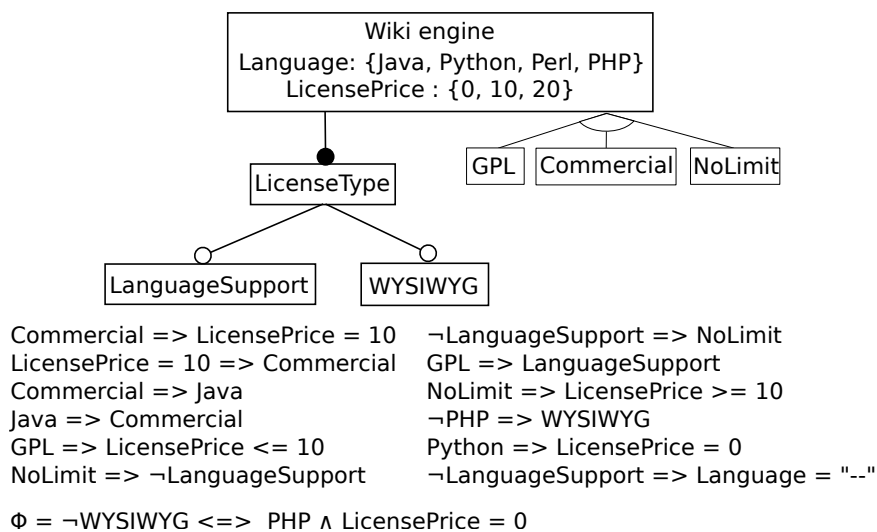 Wiki engine
Language: {Java, Python, Perl, PHP}
LicensePrice : {0, 10, 20}
GPL
Commercial
NoLimit
LicenseType
LanguageSupport
WYSIWYG
Commercial => LicensePrice = 10
LicensePrice = 10 => Commercial
Commercial => Java
Java => Commercial
GPL => LicensePrice <= 10
NoLimit => ¬LanguageSupport
¬LanguageSupport => NoLimit
GPL => LanguageSupport
NoLimit => LicensePrice >= 10
¬PHP => WYSIWYG
Python => LicensePrice = 0
¬LanguageSupport => Language = "--"
Φ = ¬WYSIWYG <=> PHP ∧ LicensePrice = 0